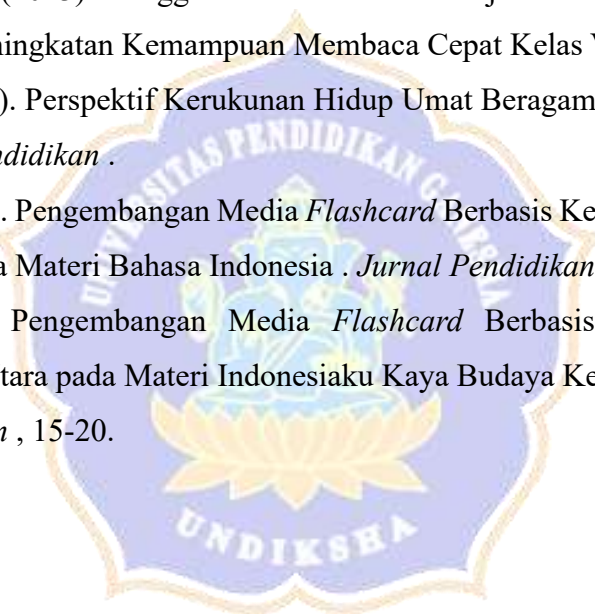 ningkatan Kemampuan Membaca Cepat Kelas V
). Perspektif Kerukunan Hidup Umat Beragam
ndidikan .
. Pengembangan Media Flashcard Berbasis Ke
a Materi Bahasa Indonesia . Jurnal Pendidikan
Pengembangan Media Flashcard Berbasis
tara pada Materi Indonesiaku Kaya Budaya Ke
n , 15-20.
UNIVERSITAS PENDIDIKAN GANESHA
UNDIKSHA